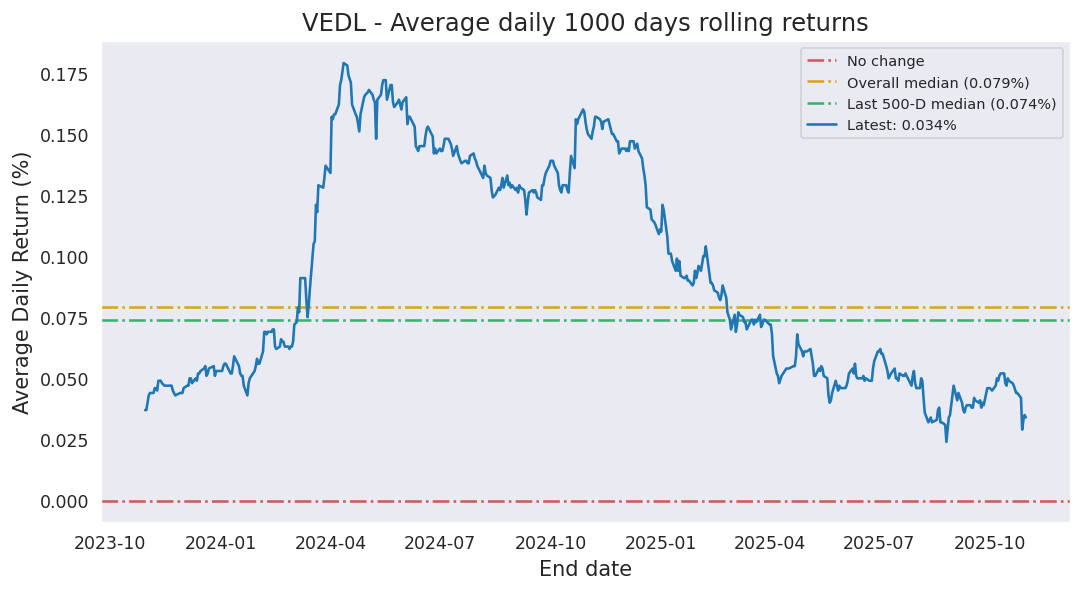 VEDL - Average daily 1000 days rolling returns
No change
Overall median (0.079%)
Last 500-D median (0.074%)
Latest: 0.034%
Average Daily Return (%)
0.175
0.150
0.125
0.100
0.075
0.050
0.025
0.000
2023-10 2024-01 2024-04 2024-07 2024-10 2025-01 2025-04 2025-07 2025-10
End date